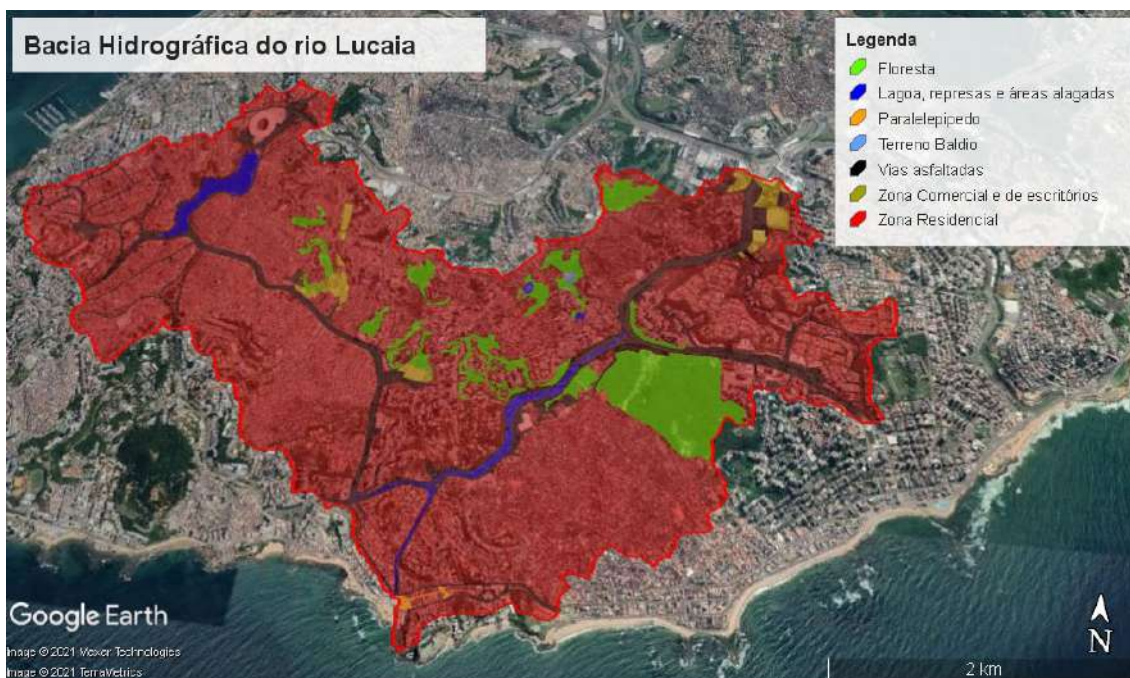 Bacia Hidrográfica do rio Lucaia
Legenda
Floresta
Lagoa, represas e áreas alagadas
Paralelepipedo
Terreno Baldio
Vias asfaltadas
Zona Comercial e de escritórios
Zona Residencial
Google Earth
Image © 2021 Maxar Technologies
Image © 2021 TerraMetrics
N
2 km